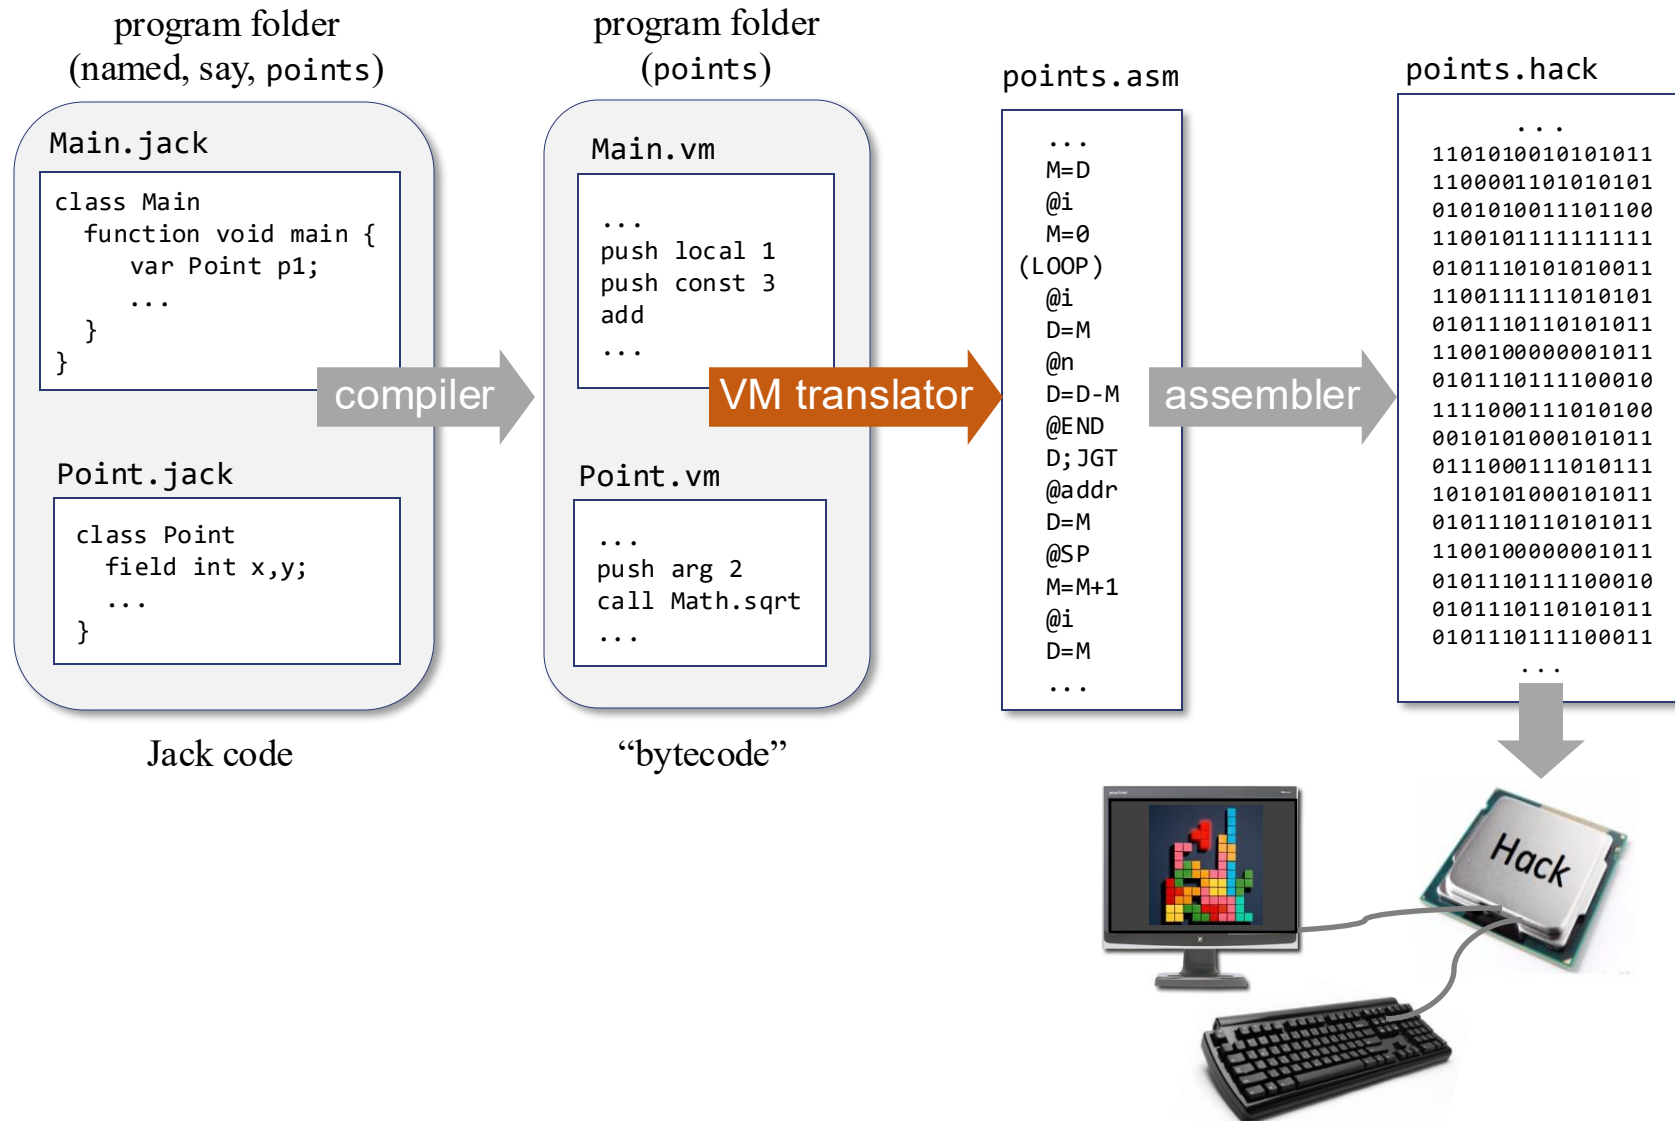 program folder
(named, say, points)
Main.jack
class Main
function void main {
var Point p1;
...
}
}
Point.jack
class Point
field int x,y;
...
}
Jack code
compiler
program folder
(points)
Main.vm
...
push local 1
push const 3
add
...
Point.vm
...
push arg 2
call Math.sqrt
...
“bytecode”
VM translator
points.asm
...
M=D
@i
M=0
(LOOP)
@i
D=M
@n
D=D-M
@END
D;JGT
@addr
D=M
@SP
M=M+1
@i
D=M
...
assembler
points.hack
...
1101010010101011
1100001101010101
0101010011101100
1100101111111111
0101110101010011
1100111111010101
0101110110101011
1100100000001011
0101110111100010
1111000111010100
0010101000101011
0111000111010111
1010101000101011
0101110110101011
1100100000001011
0101110111100010
0101110110101011
0101110111100011
...
Hack